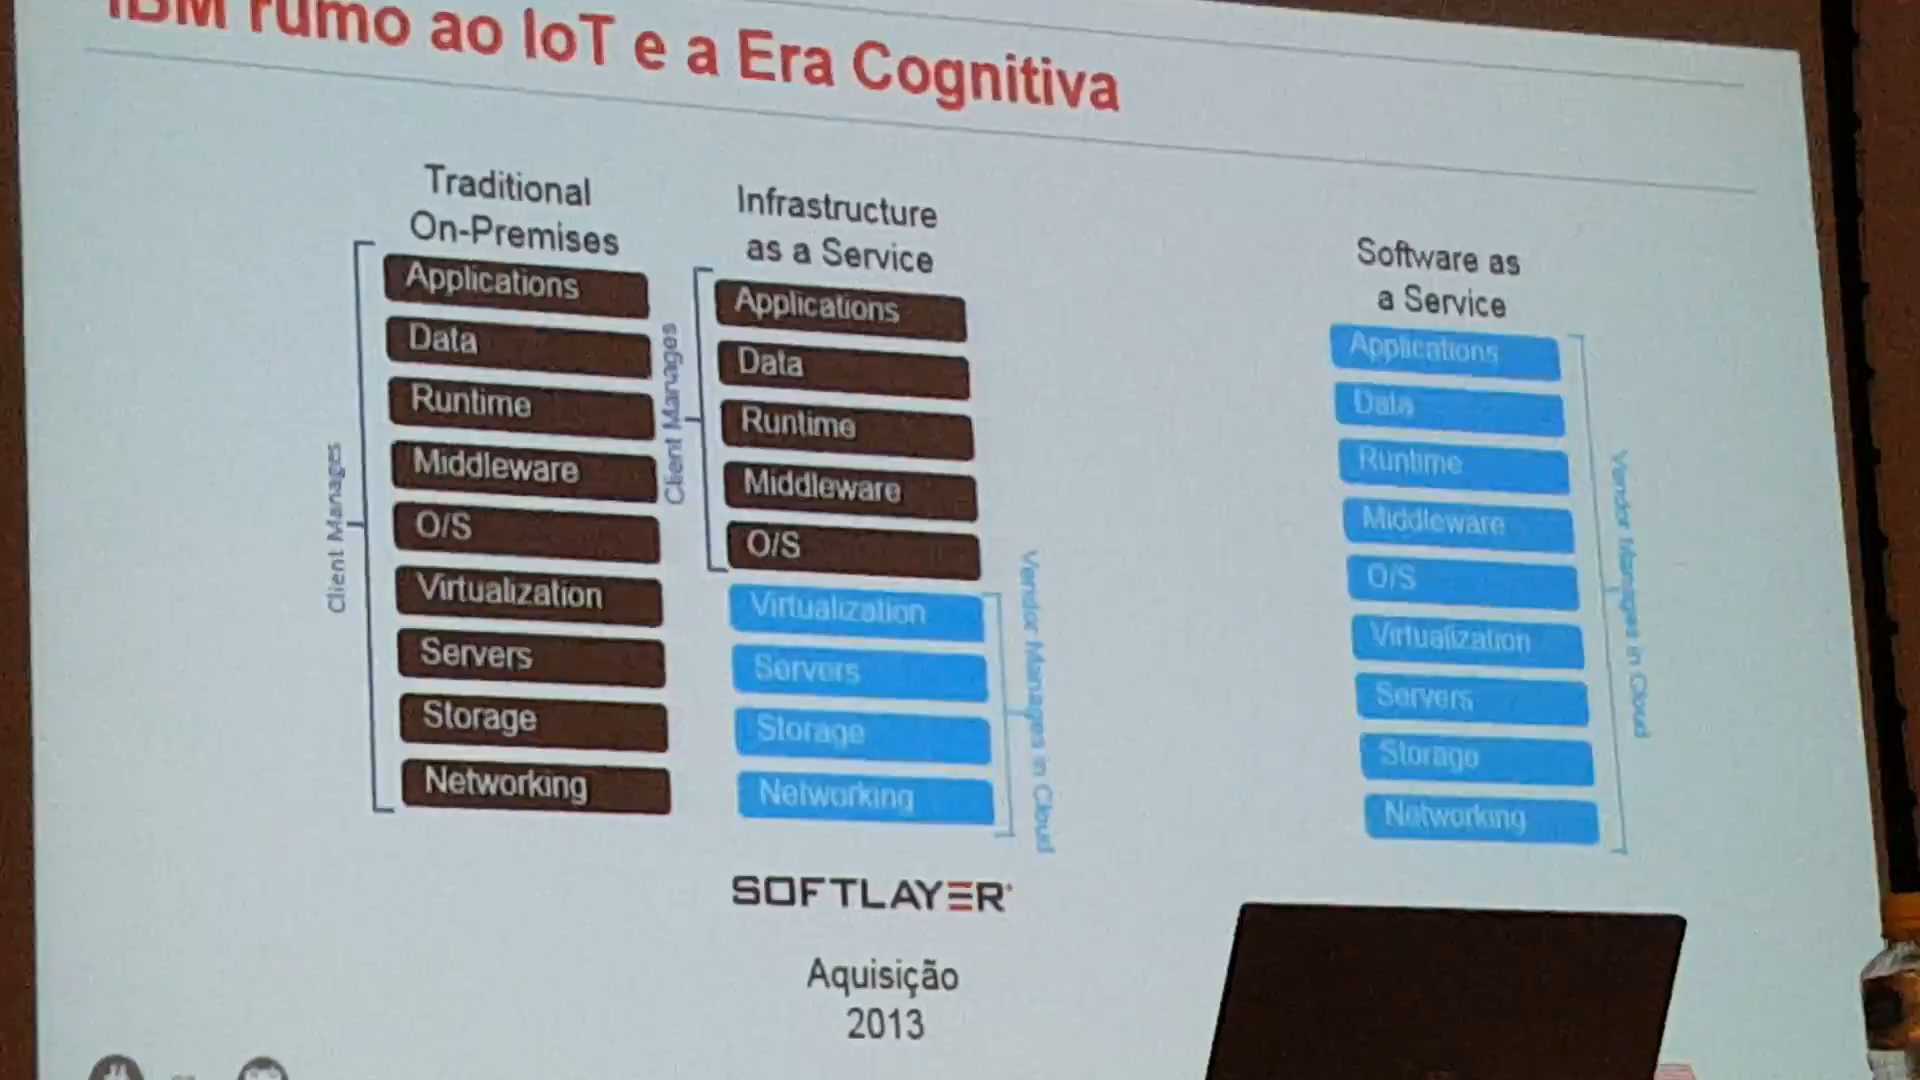 IBM rumo ao IoT e a Era Cognitiva
Traditional
On-Premises
Client Manages
Applications
Data
Runtime
Middleware
O/S
Virtualization
Servers
Storage
Networking
Infrastructure
as a Service
Client Manages
Applications
Data
Runtime
Middleware
O/S
Virtualization
Servers
Storage
Networking
Vendor Manages in Cloud
SOFTLAYER
Aquisição
2013
Software as
a Service
Applications
Data
Runtime
Middleware
O/S
Virtualization
Servers
Storage
Networking
Vendor Manages in Cloud